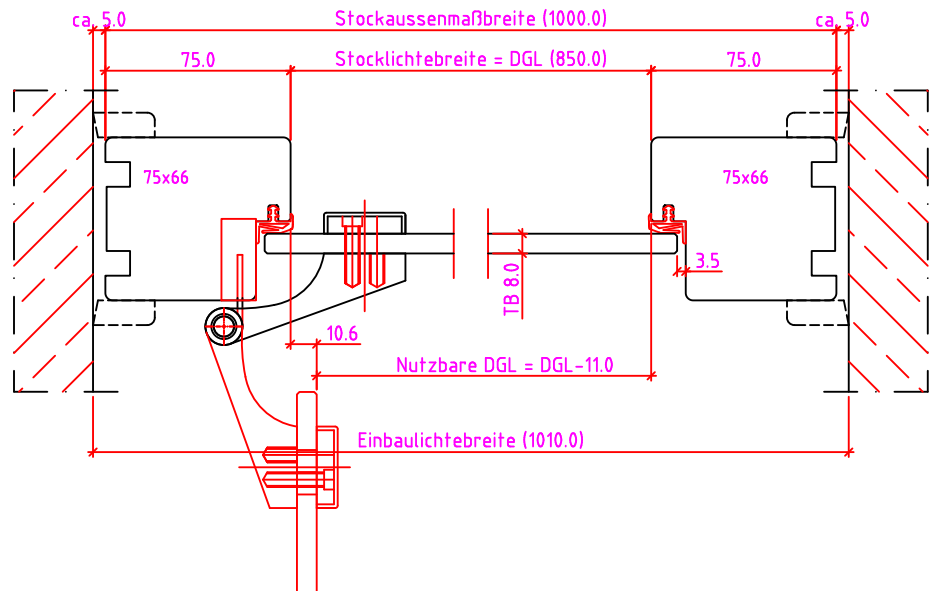 ca. 5.0
Stockaussenmaßbreite (1000.0)
ca. 5.0
75.0
Stocklichtebreite = DGL (850.0)
75.0
75x66
75x66
3.5
TB 8.0
10.6
Nutzbare DGL = DGL-11.0
Einbaulichtebreite (1010.0)